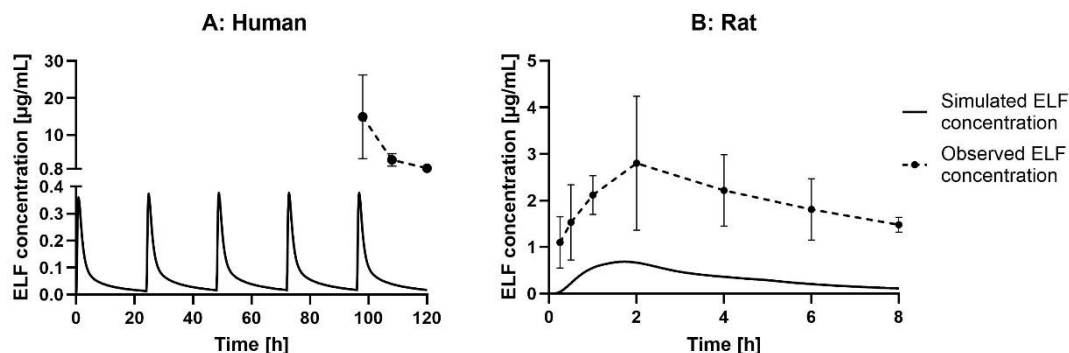 A: Human
ELF concentration [µg/mL]
30
20
10
0.8
0.4
0.3
0.2
0.1
0.0
0 20 40 60 80 100 120
Time [h]
B: Rat
ELF concentration [µg/mL]
5
4
3
2
1
0
0 2 4 6 8
Time [h]
Simulated ELF
concentration
Observed ELF
concentration